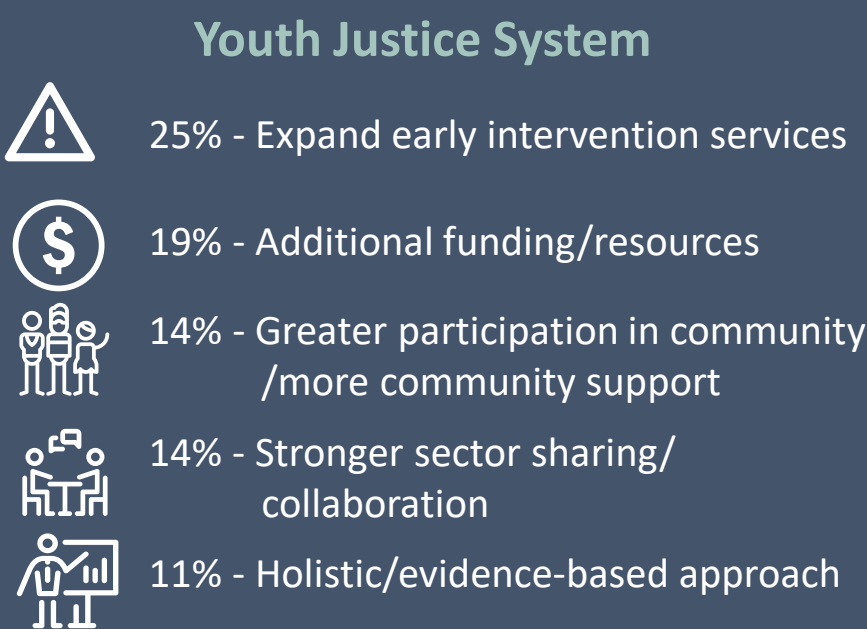 Youth Justice System
25% - Expand early intervention services
$
19% - Additional funding/resources
14% - Greater participation in community
/more community support
14% - Stronger sector sharing/
collaboration
11% - Holistic/evidence-based approach